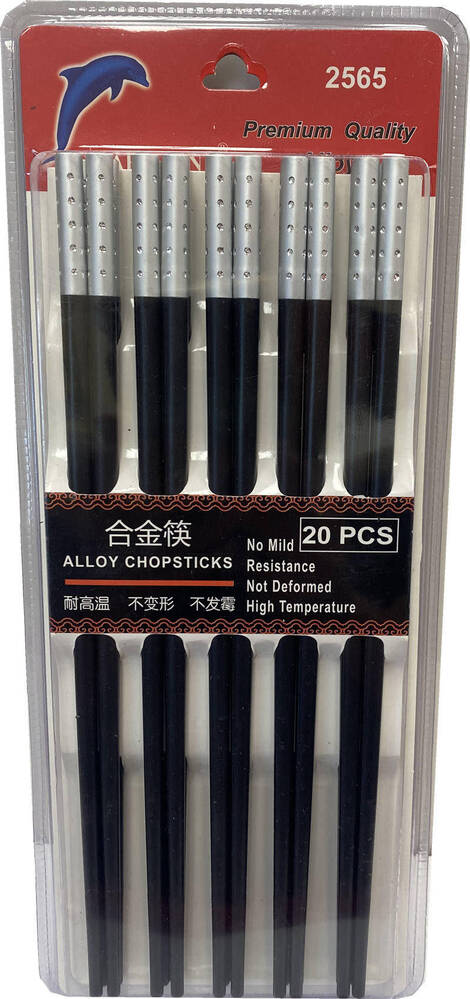 2565
Premium Quality
®
合金筷
ALLOY CHOPSTICKS
耐高温 不变形 不发霉
No Mild
20 PCS
Resistance
Not Deformed
High Temperature